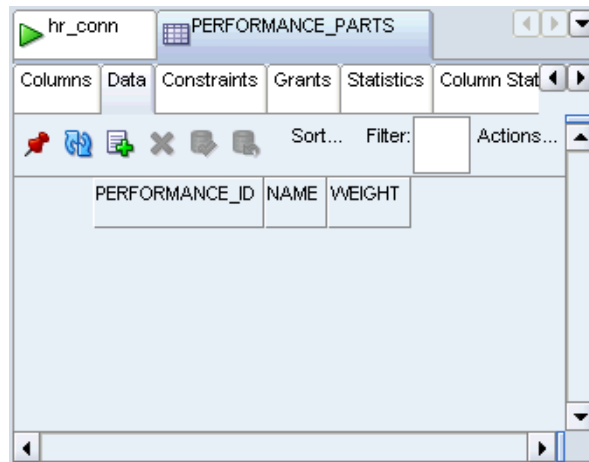 hr_conn PERFORMANCE_PARTS
Columns Data Constraints Grants Statistics Column Stat
Sort... Filter: Actions...
PERFORMANCE_ID NAME WEIGHT